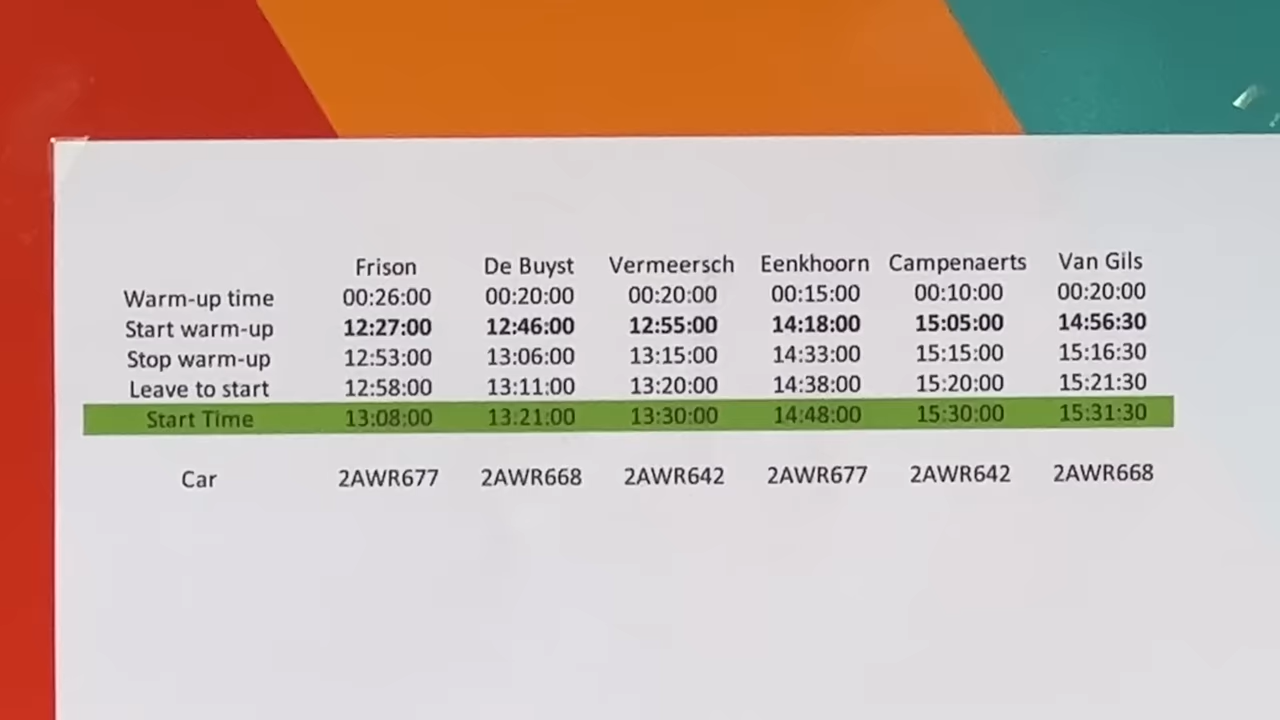 Frison De Buyst Vermeersch Eenkhoorn Campenaerts Van Gils
Warm-up time 00:26:00 00:20:00 00:20:00 00:15:00 00:10:00 00:20:00
Start warm-up 12:27:00 12:46:00 12:55:00 14:18:00 15:05:00 14:56:30
Stop warm-up 12:53:00 13:06:00 13:15:00 14:33:00 15:15:00 15:16:30
Leave to start 12:58:00 13:11:00 13:20:00 14:38:00 15:20:00 15:21:30
Start Time 13:08:00 13:21:00 13:30:00 14:48:00 15:30:00 15:31:30
Car 2AWR677 2AWR668 2AWR642 2AWR677 2AWR642 2AWR668